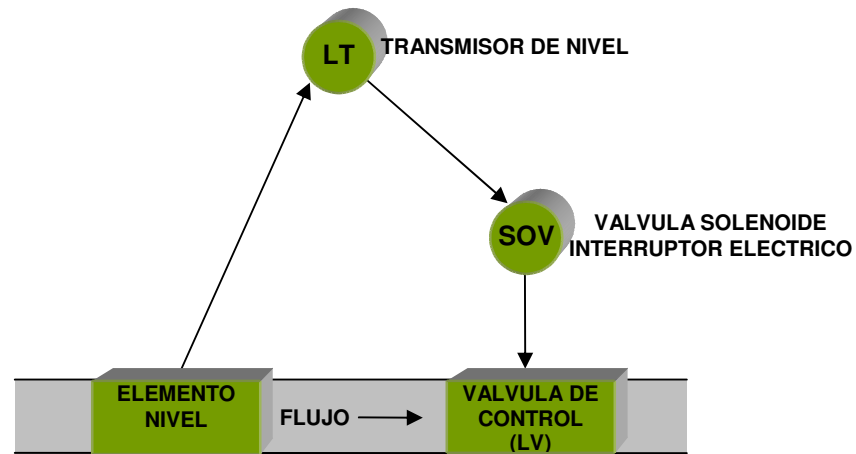 LT
TRANSMISOR DE NIVEL
SOV
VALVULA SOLENOIDE
INTERRUPTOR ELECTRICO
ELEMENTO
NIVEL
FLUJO
VALVULA DE
CONTROL
(LV)